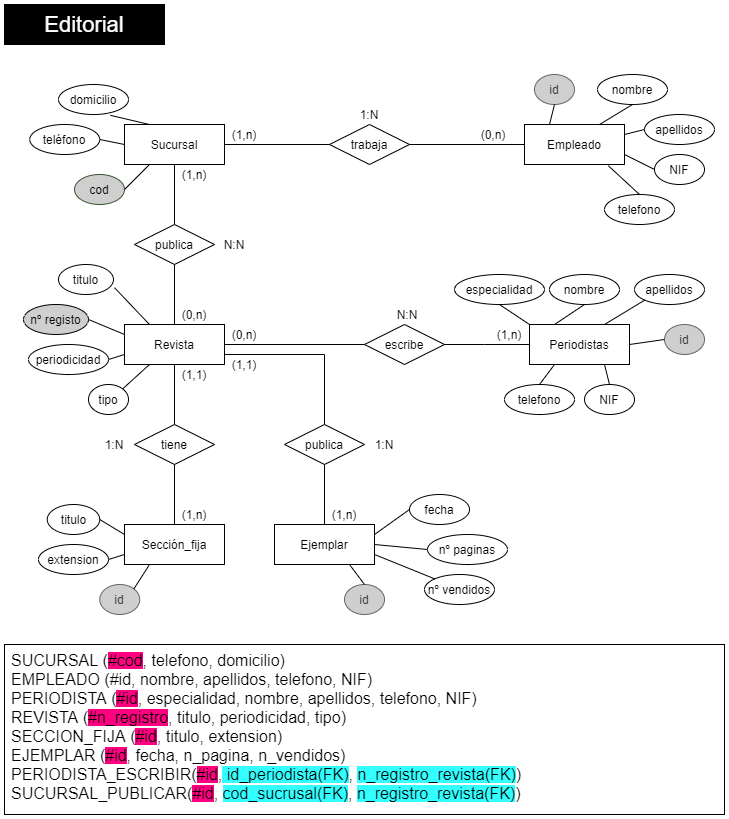 Editorial
domicilio
teléfono
cod
Sucursal
(1,n)
1:N
trabaja
(0,n)
Empleado
id
nombre
apellidos
NIF
telefono
(1,n)
publica
N:N
(0,n)
titulo
nº registo
periodicidad
tipo
Revista
(0,n)
N:N
escribe
(1,n)
Periodistas
especialidad
nombre
apellidos
id
telefono
NIF
(1,1)
(1,1)
1:N
tiene
publica
1:N
(1,n)
(1,n)
titulo
extension
id
Sección_fija
Ejemplar
fecha
nº paginas
nº vendidos
id
SUCURSAL (#cod, telefono, domicilio)
EMPLEADO (#id, nombre, apellidos, telefono, NIF)
PERIODISTA (#id, especialidad, nombre, apellidos, telefono, NIF)
REVISTA (#n_registro, titulo, periodicidad, tipo)
SECCION_FIJA (#id, titulo, extension)
EJEMPLAR (#id, fecha, n_pagina, n_vendidos)
PERIODISTA_ESCRIBIR(#id, id_periodista(FK), n_registro_revista(FK))
SUCURSAL_PUBLICAR(#id, cod_sucrusal(FK), n_registro_revista(FK))